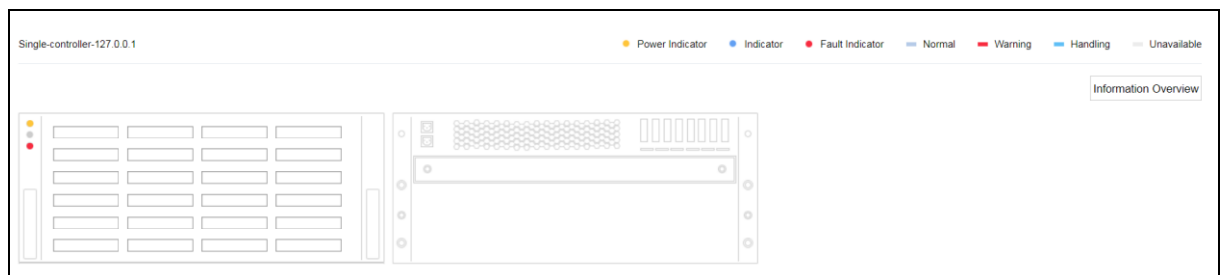 Single-controller-127.0.0.1
Power Indicator Indicator Fault Indicator Normal Warning Handling Unavailable
Information Overview